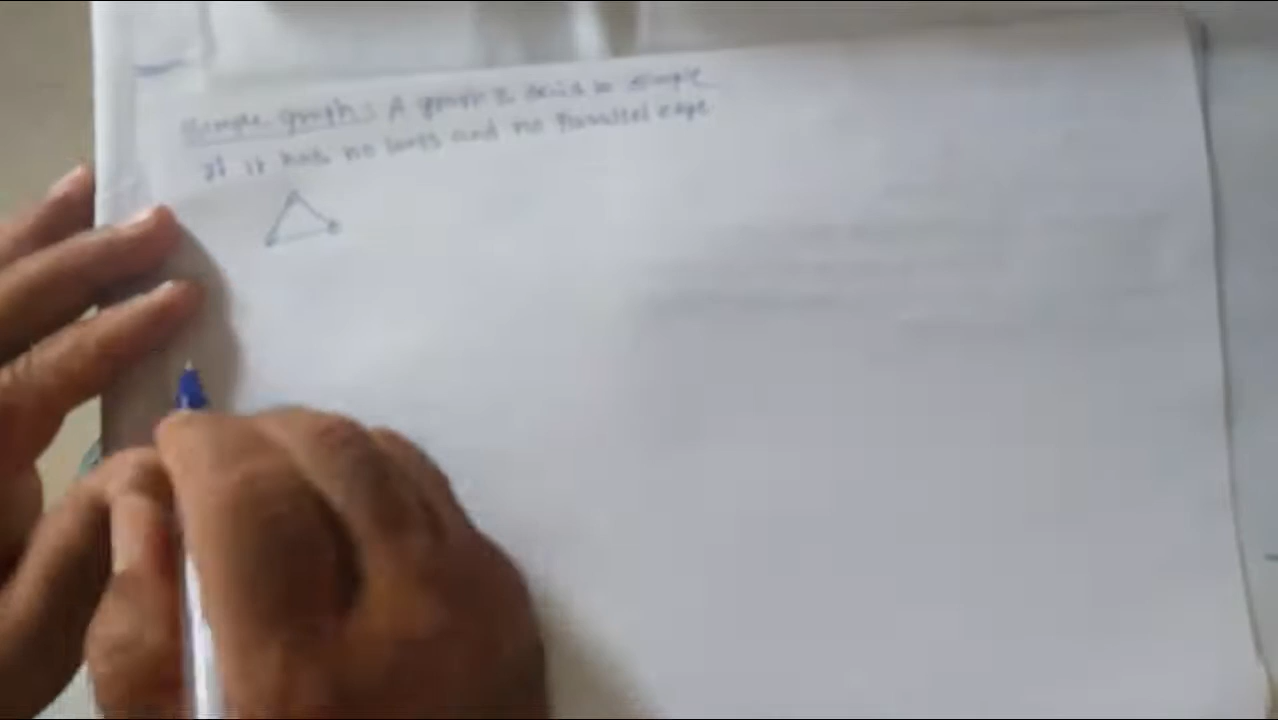 Simple graph: A graph is said to simple
if it has no loops and no Parallel edge